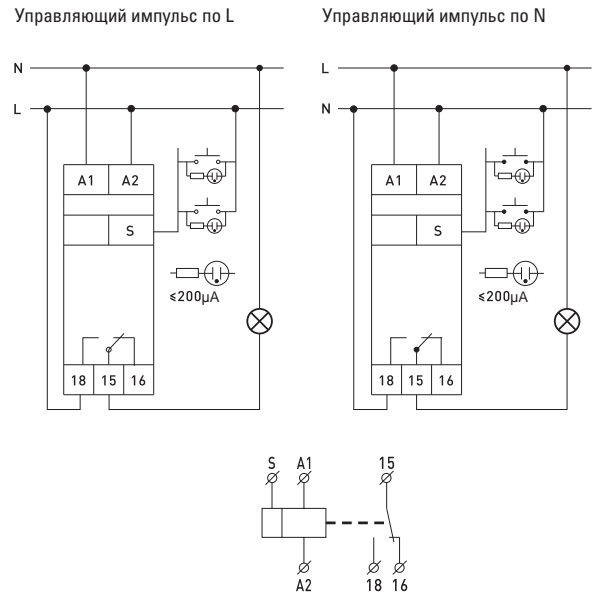 Управляющий импульс по L
Управляющий импульс по N
N
L
A1 A2
S
≤200µA
18 15 16
L
N
A1 A2
S
≤200µA
18 15 16
S A1 15
A2 18 16